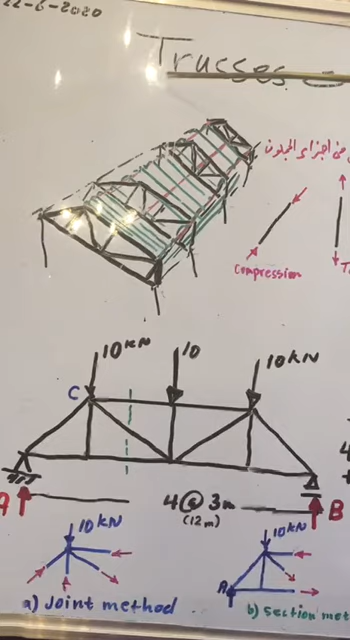 22-6-2020
Trusses
من اجزاء الجملون
Compression
10kN
10
10kN
C
4@3m
(12m)
B
10kN
10kN
A
a) Joint method
b) section met